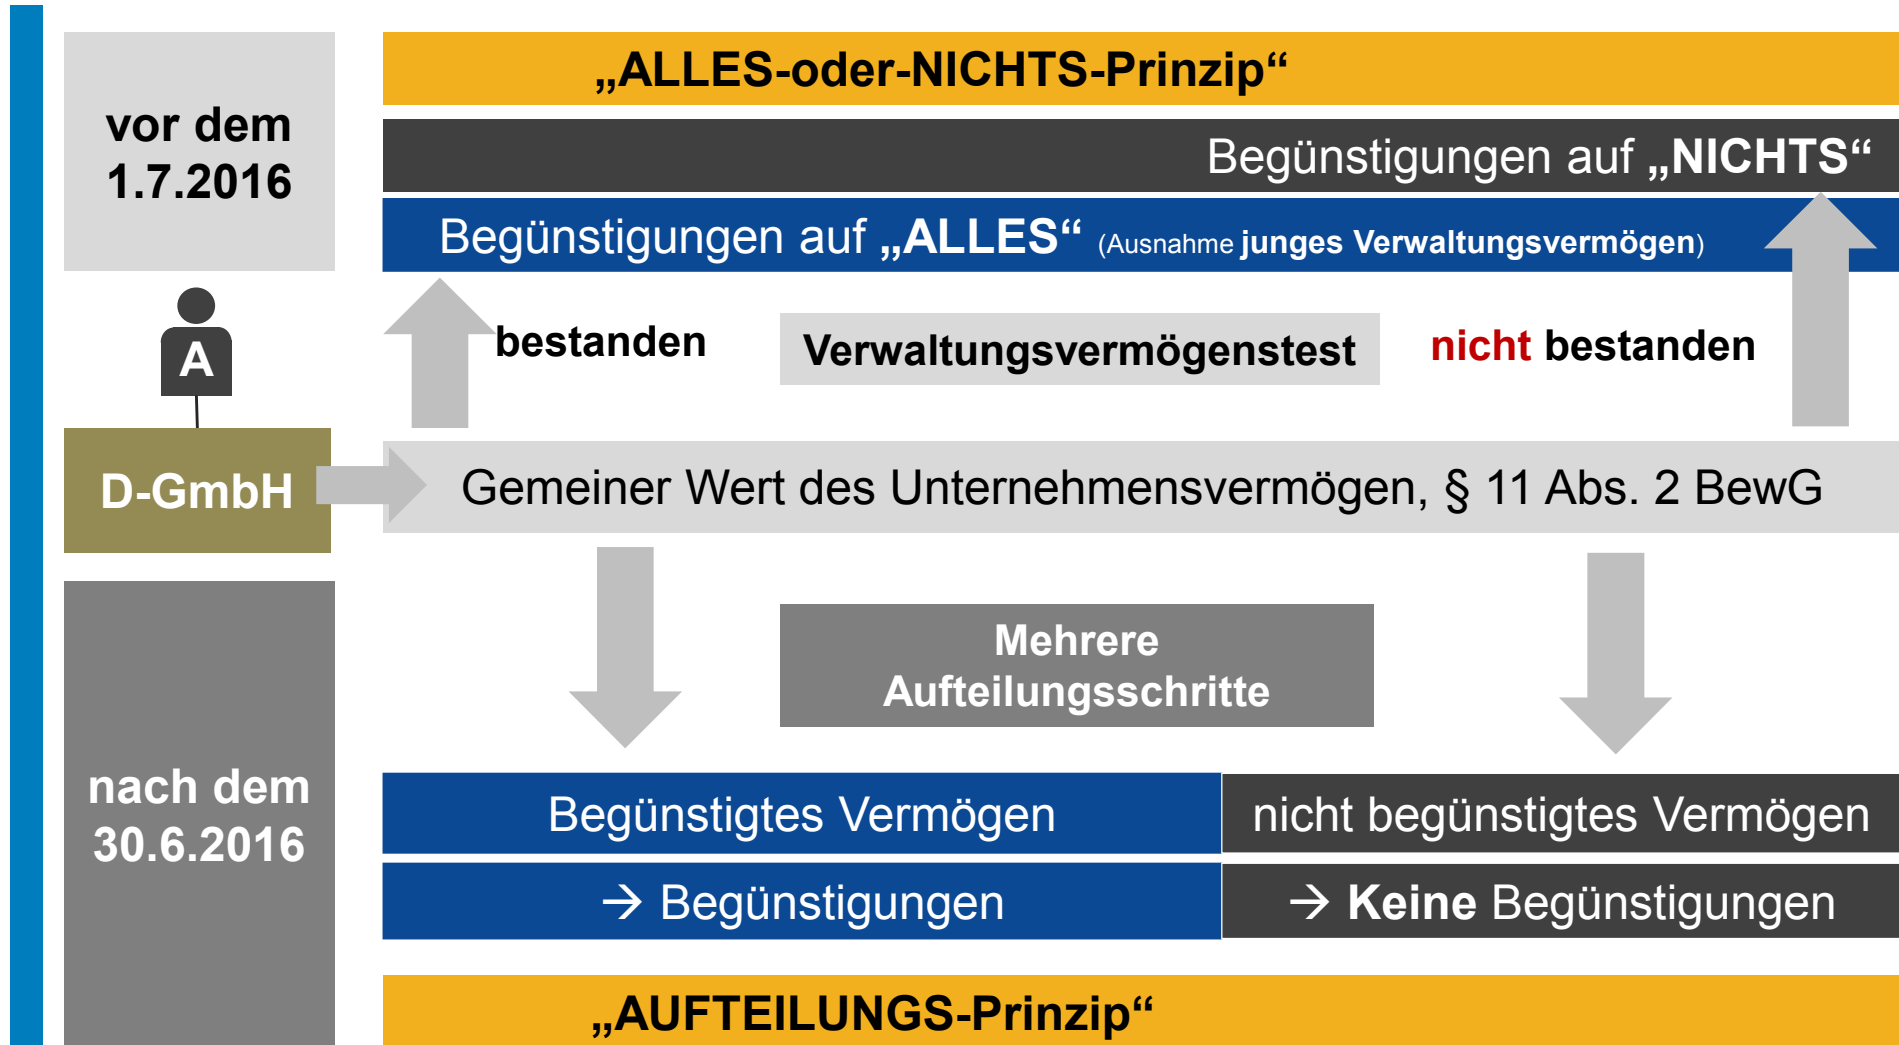 vor dem
1.7.2016
„ALLES-oder-NICHTS-Prinzip“
Begünstigungen auf „NICHTS“
Begünstigungen auf „ALLES“ (Ausnahme junges Verwaltungsvermögen)
bestanden
Verwaltungsvermögenstest
nicht bestanden
A
D-GmbH
Gemeiner Wert des Unternehmensvermögen, § 11 Abs. 2 BewG
Mehrere
Aufteilungsschritte
nach dem
30.6.2016
Begünstigtes Vermögen
nicht begünstigtes Vermögen
→ Begünstigungen
→ Keine Begünstigungen
„AUFTEILUNGS-Prinzip“